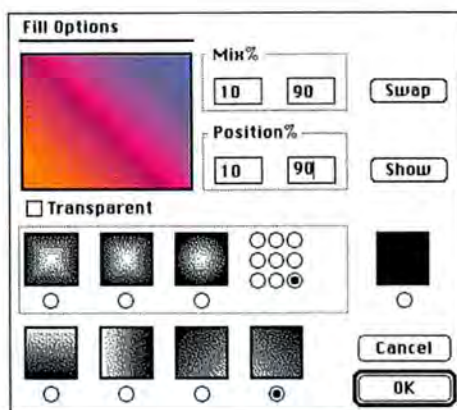 Fill Options
Mix%
10 90 Swap
Position%
10 90 Show
Transparent
Cancel
OK